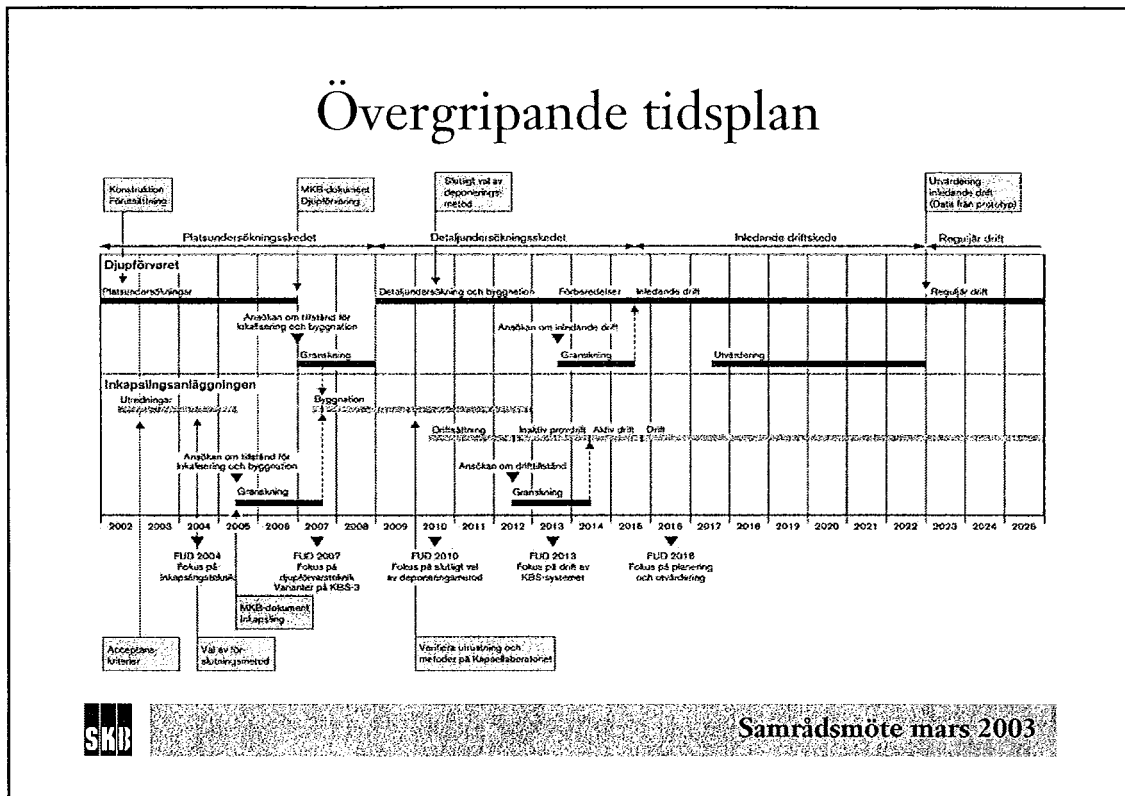 Övergripande tidsplan
Konstruktion
Förutsättning
MKB-dokument
Djupförvaring
Slutligt val av
deponerings-
metod
Utvärdering
inledande drift
(Data från prototyp)
Platsundersökningsskedet
Detaljundersökningsskedet
Inledande driftskede
Reguljär drift
Djupförvaret
Platsundersökningar
Detaljundersökning och byggnation
Förberedelser
Inledande drift
Reguljär drift
Ansökan om tillstånd för
lokalisering och byggnation
Ansökan om inledande drift
Granskning
Granskning
Utvärdering
Inkapslingsanläggningen
Utredningar
Byggnation
Driftsättning
Inaktiv provdrift
Aktiv drift
Drift
Ansökan om tillstånd för
lokalisering och byggnation
Ansökan om drifttillstånd
Granskning
Granskning
2002 2003 2004 2005 2006 2007 2008 2009 2010 2011 2012 2013 2014 2015 2016 2017 2018 2019 2020 2021 2022 2023 2024 2025
FUD 2004
Fokus på
inkapslingsteknik
FUD 2007
Fokus på
djupförvarsteknik
Varianter på KBS-3
FUD 2010
Fokus på slutligt val
av deponeringsmetod
FUD 2013
Fokus på drift av
KBS-systemet
FUD 2016
Fokus på planering
och utvärdering
MKB-dokument
Inkapsling
Acceptans-
kriterier
Val av för-
slutningsmetod
Verifiera utrustning och
metoder på Kapsellaboratoriet
SKB
Samrådsmöte mars 2003